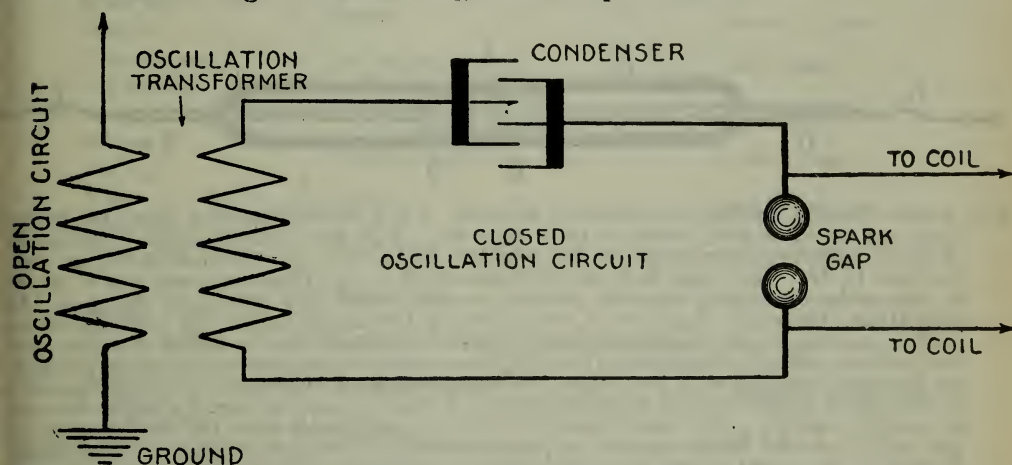 OSCILLATION
TRANSFORMER
CONDENSER
OPEN
OSCILLATION CIRCUIT
TO COIL
CLOSED
OSCILLATION CIRCUIT
SPARK
GAP
TO COIL
GROUND